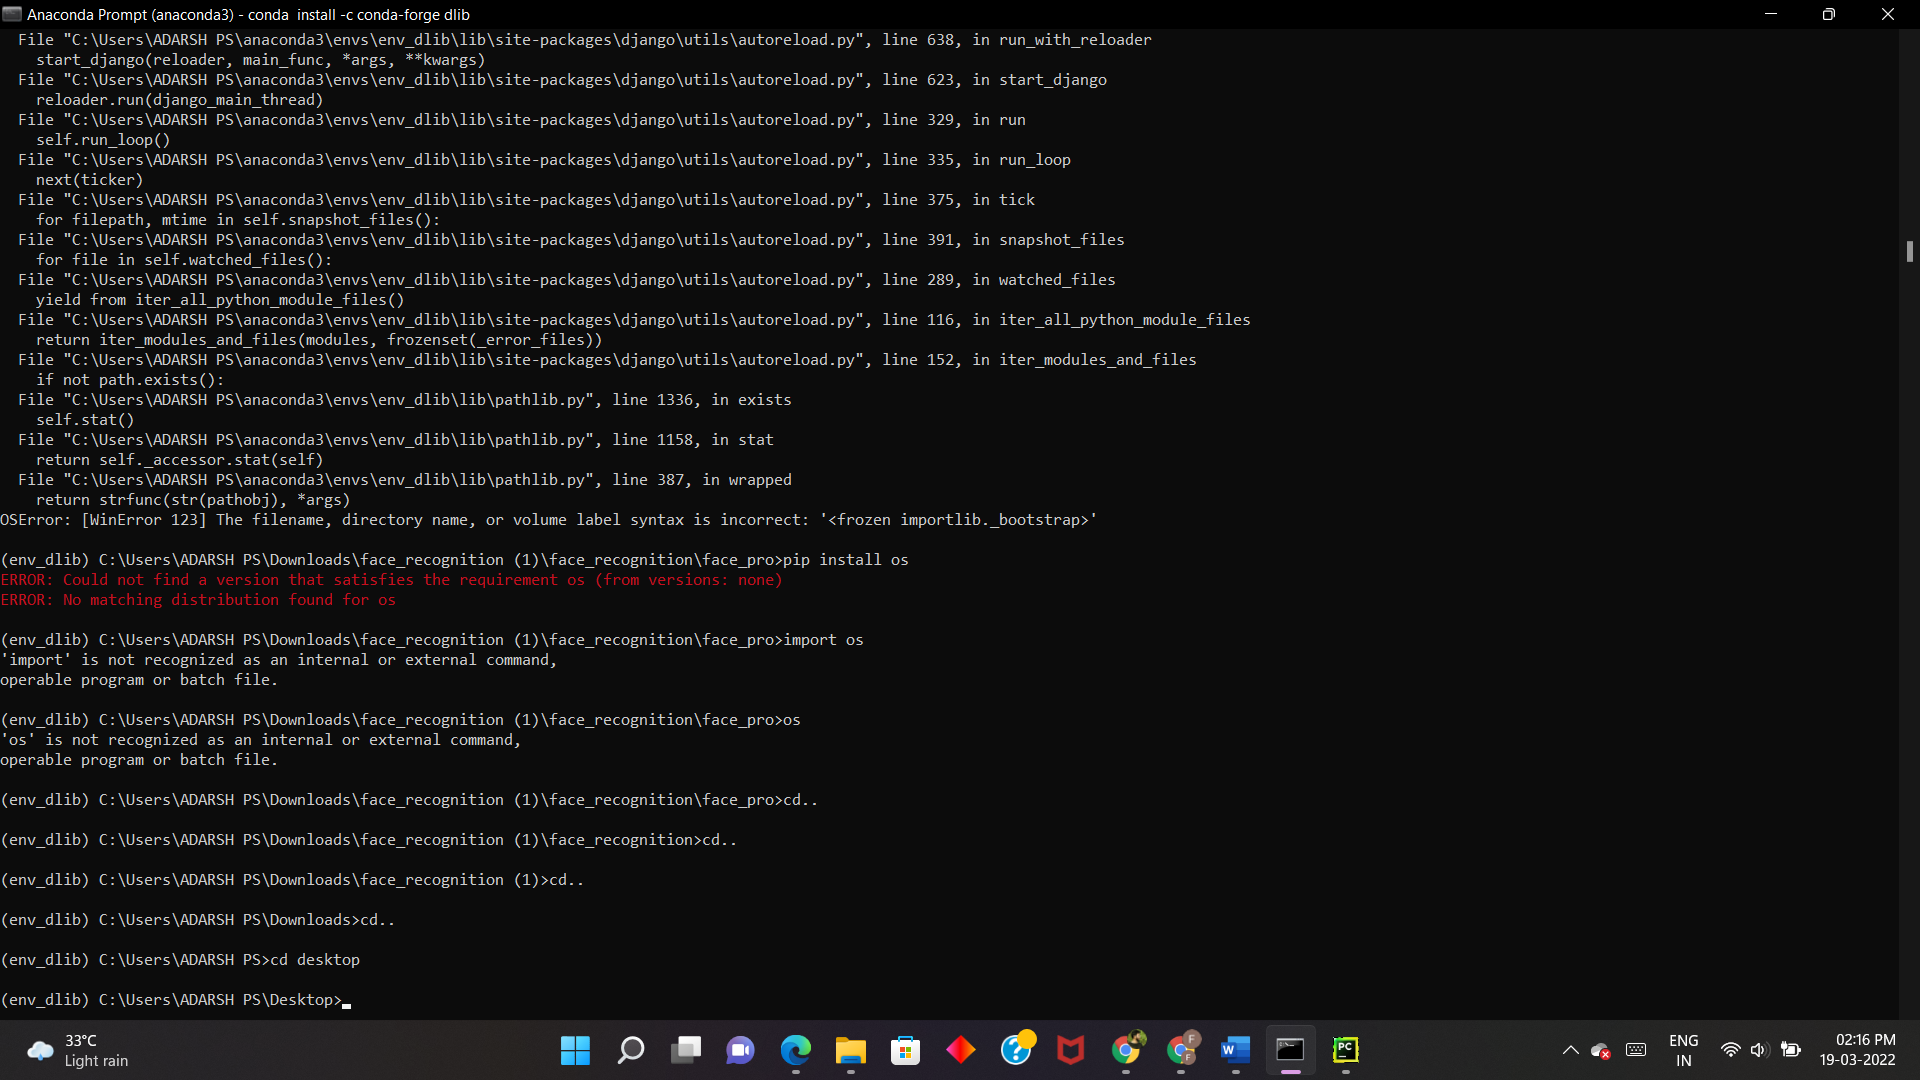 Anaconda Prompt (anaconda3) - conda  install -c conda-forge dlib
  File "C:\Users\ADARSH PS\anaconda3\envs\env_dlib\lib\site-packages\django\utils\autoreload.py", line 638, in run_with_reloader
    start_django(reloader, main_func, *args, **kwargs)
  File "C:\Users\ADARSH PS\anaconda3\envs\env_dlib\lib\site-packages\django\utils\autoreload.py", line 623, in start_django
    reloader.run(django_main_thread)
  File "C:\Users\ADARSH PS\anaconda3\envs\env_dlib\lib\site-packages\django\utils\autoreload.py", line 329, in run
    self.run_loop()
  File "C:\Users\ADARSH PS\anaconda3\envs\env_dlib\lib\site-packages\django\utils\autoreload.py", line 335, in run_loop
    next(ticker)
  File "C:\Users\ADARSH PS\anaconda3\envs\env_dlib\lib\site-packages\django\utils\autoreload.py", line 375, in tick
    for filepath, mtime in self.snapshot_files():
  File "C:\Users\ADARSH PS\anaconda3\envs\env_dlib\lib\site-packages\django\utils\autoreload.py", line 391, in snapshot_files
    for file in self.watched_files():
  File "C:\Users\ADARSH PS\anaconda3\envs\env_dlib\lib\site-packages\django\utils\autoreload.py", line 289, in watched_files
    yield from iter_all_python_module_files()
  File "C:\Users\ADARSH PS\anaconda3\envs\env_dlib\lib\site-packages\django\utils\autoreload.py", line 116, in iter_all_python_module_files
    return iter_modules_and_files(modules, frozenset(_error_files))
  File "C:\Users\ADARSH PS\anaconda3\envs\env_dlib\lib\site-packages\django\utils\autoreload.py", line 152, in iter_modules_and_files
    if not path.exists():
  File "C:\Users\ADARSH PS\anaconda3\envs\env_dlib\lib\pathlib.py", line 1336, in exists
    self.stat()
  File "C:\Users\ADARSH PS\anaconda3\envs\env_dlib\lib\pathlib.py", line 1158, in stat
    return self._accessor.stat(self)
  File "C:\Users\ADARSH PS\anaconda3\envs\env_dlib\lib\pathlib.py", line 387, in wrapped
    return strfunc(str(pathobj), *args)
OSError: [WinError 123] The filename, directory name, or volume label syntax is incorrect: '<frozen importlib._bootstrap>'
(env_dlib) C:\Users\ADARSH PS\Downloads\face_recognition (1)\face_recognition\face_pro>pip install os
ERROR: Could not find a version that satisfies the requirement os (from versions: none)
ERROR: No matching distribution found for os
(env_dlib) C:\Users\ADARSH PS\Downloads\face_recognition (1)\face_recognition\face_pro>import os
'import' is not recognized as an internal or external command,
operable program or batch file.
(env_dlib) C:\Users\ADARSH PS\Downloads\face_recognition (1)\face_recognition\face_pro>os
'os' is not recognized as an internal or external command,
operable program or batch file.
(env_dlib) C:\Users\ADARSH PS\Downloads\face_recognition (1)\face_recognition\face_pro>cd..
(env_dlib) C:\Users\ADARSH PS\Downloads\face_recognition (1)\face_recognition>cd..
(env_dlib) C:\Users\ADARSH PS\Downloads\face_recognition (1)>cd..
(env_dlib) C:\Users\ADARSH PS\Downloads>cd..
(env_dlib) C:\Users\ADARSH PS>cd desktop
(env_dlib) C:\Users\ADARSH PS\Desktop>
33°C
Light rain
W
PC
ENG
IN
02:16 PM
19-03-2022